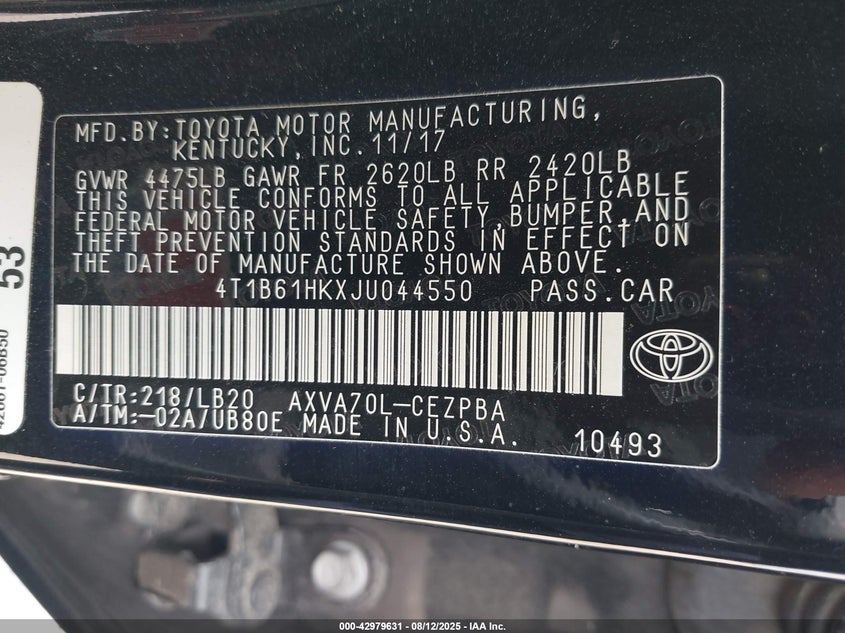 MFD.BY:TOYOTA MOTOR MANUFACTURING,
KENTUCKY,INC.11/17
GVWR 4475LB GAWR FR 2620LB RR 2420LB
THIS VEHICLE CONFORMS TO ALL APPLICABLE
FEDERAL MOTOR VEHICLE SAFETY,BUMPER,AND
THEFT PREVENTION STANDARDS IN EFFECT ON
THE DATE OF MANUFACTURE SHOWN ABOVE.
4T1B61HKXJU044550 PASS.CAR
C/TR:218/LB20 AXVA70L-CEZPBA
A/TM:-02A/UB80E MADE IN U.S.A. 10493
53
000-42979631 - 08/12/2025 - IAA Inc.